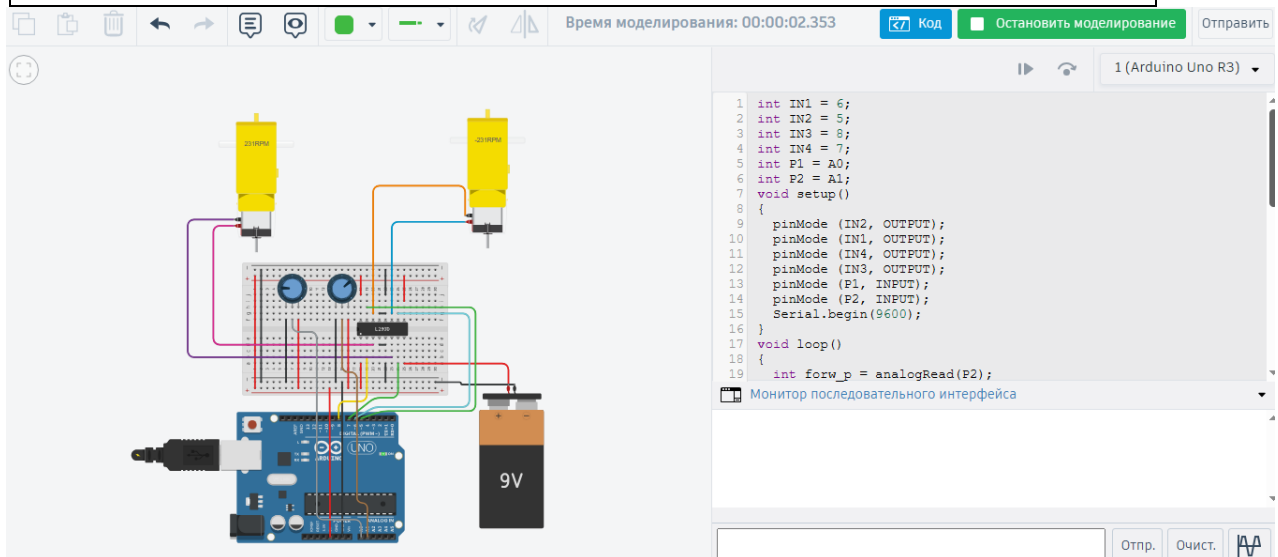 Время моделирования: 00:00:02.353
Код
Остановить моделирование
Отправить
1 (Arduino Uno R3)
231RPM
-231RPM
L293D
UNO
ARDUINO
9V
1 int IN1 = 6;
2 int IN2 = 5;
3 int IN3 = 8;
4 int IN4 = 7;
5 int P1 = A0;
6 int P2 = A1;
7 void setup()
8 {
9 pinMode (IN2, OUTPUT);
10 pinMode (IN1, OUTPUT);
11 pinMode (IN4, OUTPUT);
12 pinMode (IN3, OUTPUT);
13 pinMode (P1, INPUT);
14 pinMode (P2, INPUT);
15 Serial.begin(9600);
16 }
17 void loop()
18 {
19 int forw_p = analogRead(P2);
Монитор последовательного интерфейса
Отпр.
Очист.